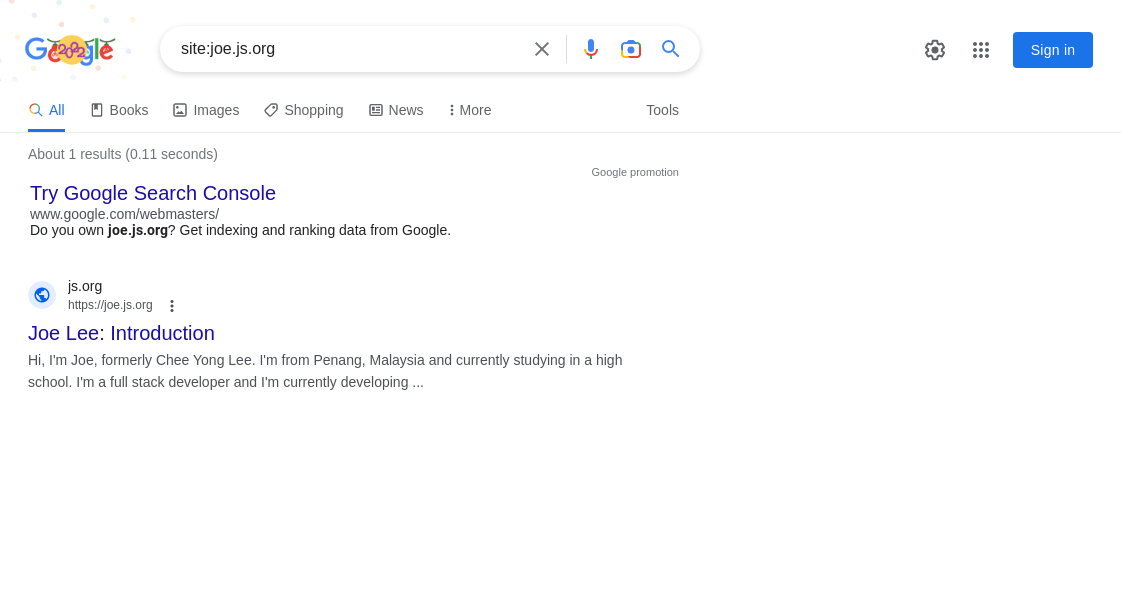 Google
2022
site:joe.js.org
Sign in
All
Books
Images
Shopping
News
More
Tools
About 1 results (0.11 seconds)
Google promotion
Try Google Search Console
www.google.com/webmasters/
Do you own joe.js.org? Get indexing and ranking data from Google.
js.org
https://joe.js.org
Joe Lee: Introduction
Hi, I'm Joe, formerly Chee Yong Lee. I'm from Penang, Malaysia and currently studying in a high
school. I'm a full stack developer and I'm currently developing ...